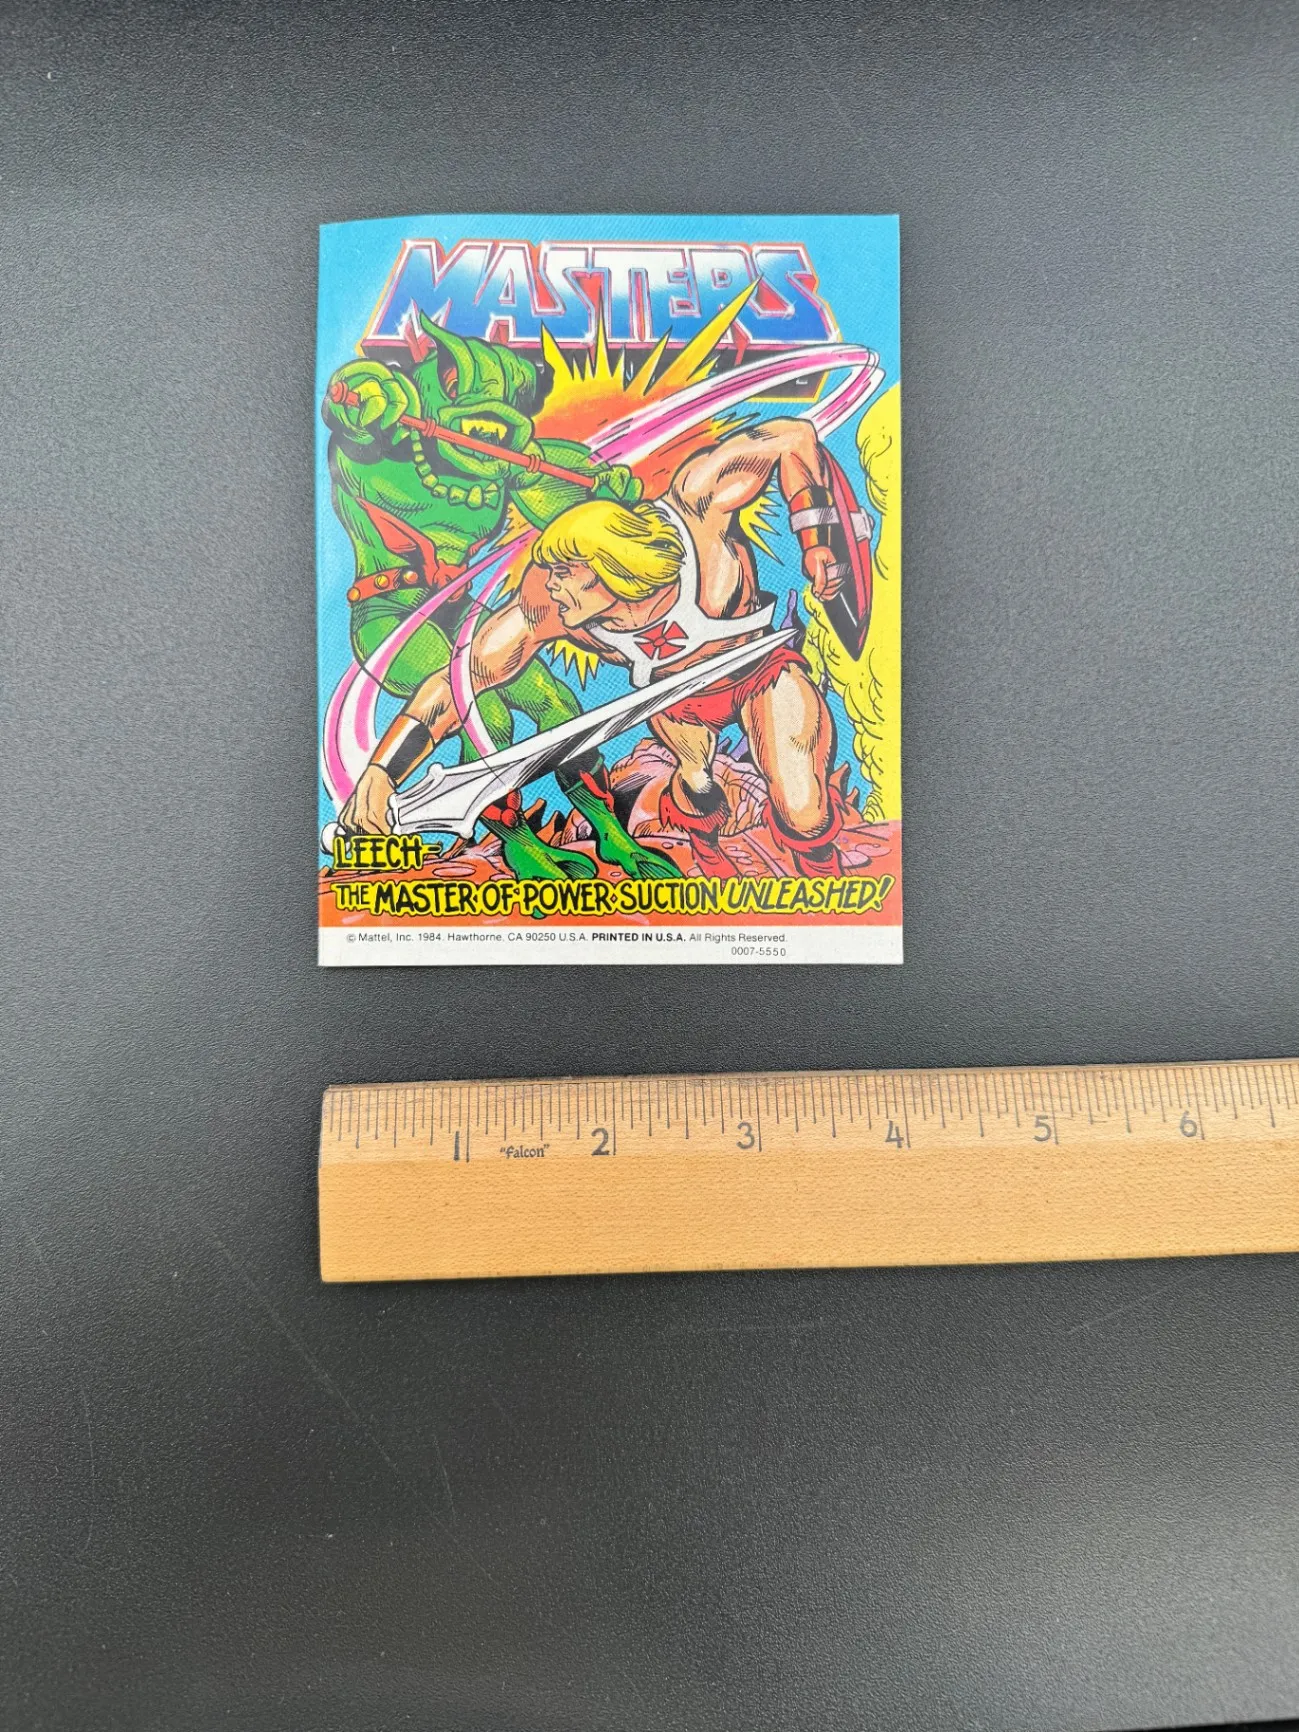 MASTERS
LEECH-
THE MASTER OF POWER SUCTION UNLEASHED!
© Mattel, Inc. 1984. Hawthorne, CA 90250 U.S.A. PRINTED IN U.S.A. All Rights Reserved.
0007-5550
1 "Falcon" 2 3 4 5 6